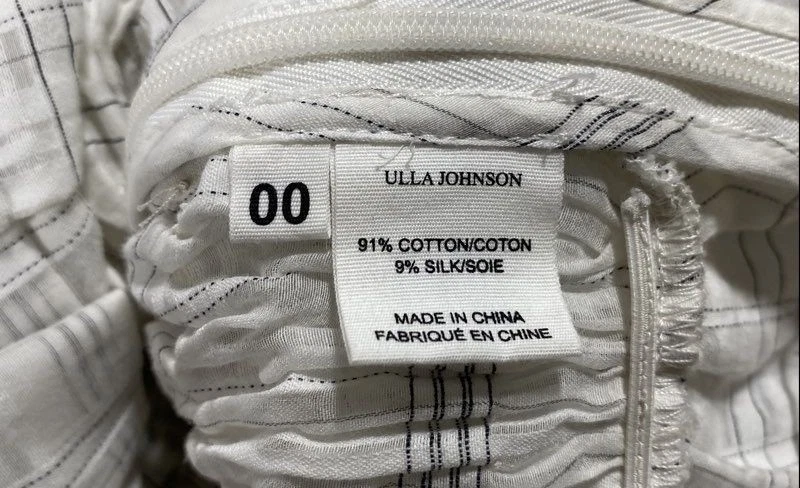 00
ULLA JOHNSON
91% COTTON/COTON
9% SILK/SOIE
MADE IN CHINA
FABRIQUÉ EN CHINE